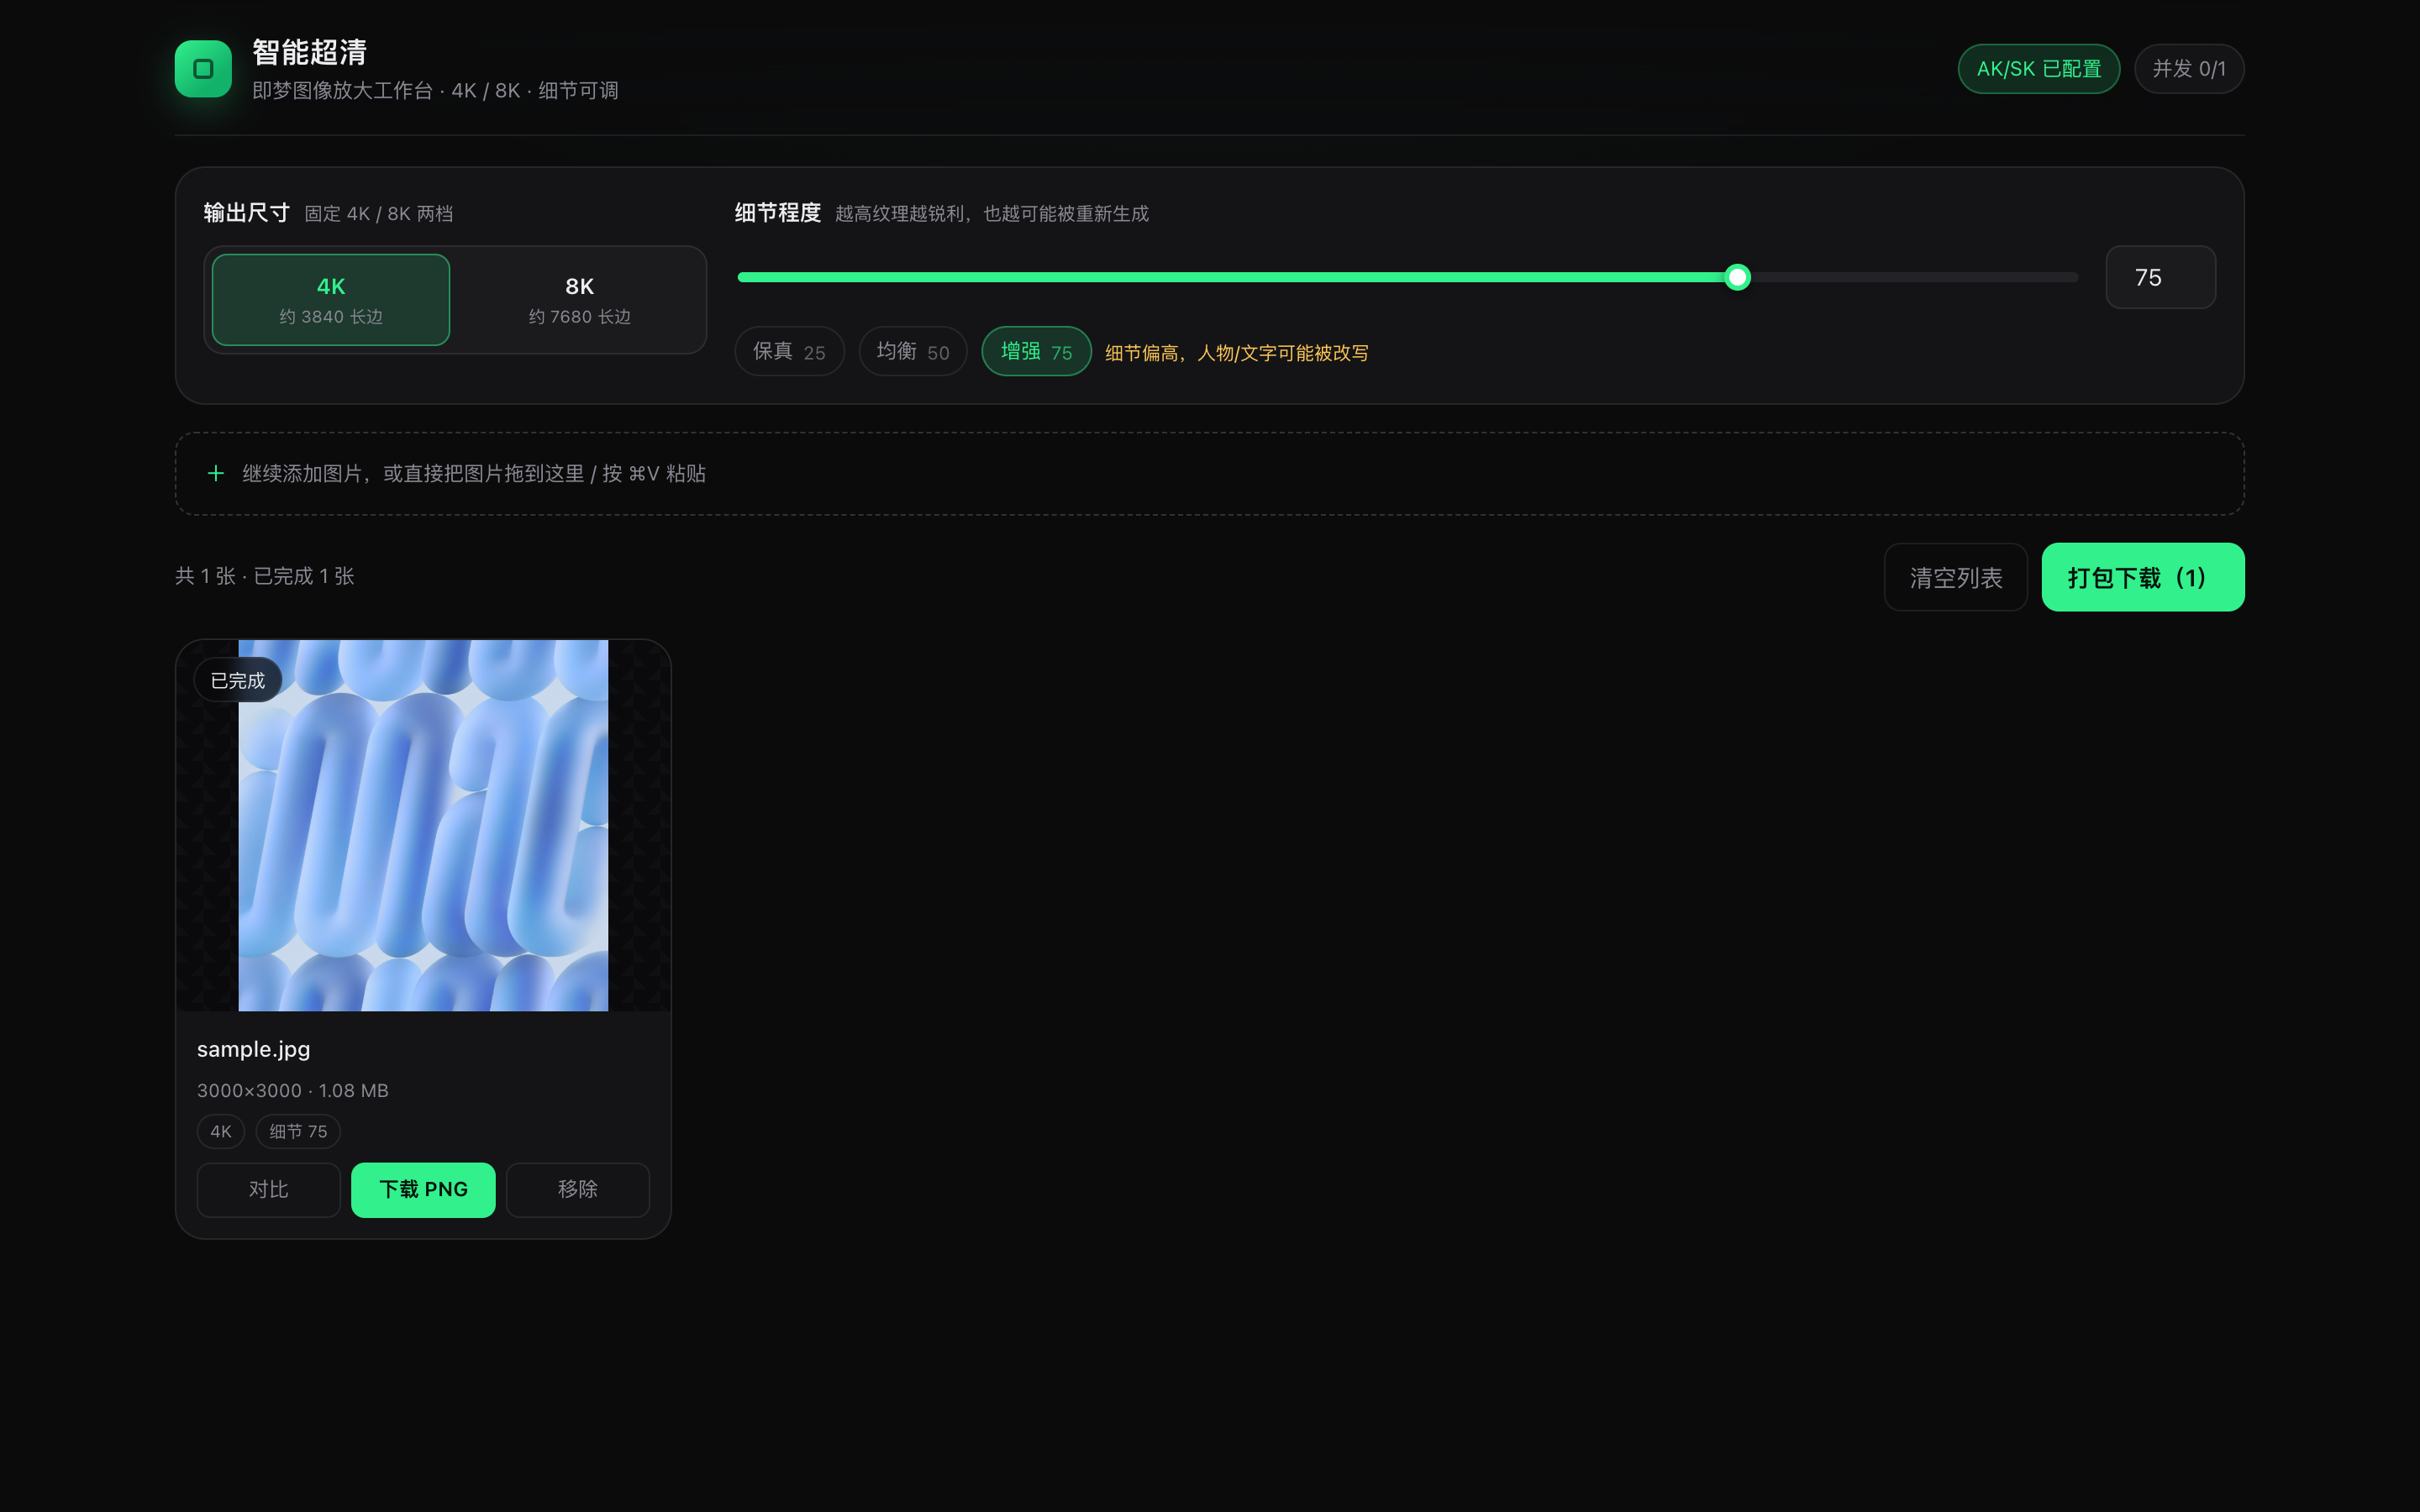 智能超清
即梦图像放大工作台 · 4K / 8K · 细节可调
AK/SK 已配置
并发 0/1
输出尺寸 固定 4K / 8K 两档
4K
约 3840 长边
8K
约 7680 长边
细节程度 越高纹理越锐利，也越可能被重新生成
75
保真 25
均衡 50
增强 75
细节偏高，人物/文字可能被改写
+ 继续添加图片，或直接把图片拖到这里 / 按 ⌘V 粘贴
共 1 张 · 已完成 1 张
清空列表
打包下载（1）
已完成
sample.jpg
3000×3000 · 1.08 MB
4K
细节 75
对比
下载 PNG
移除